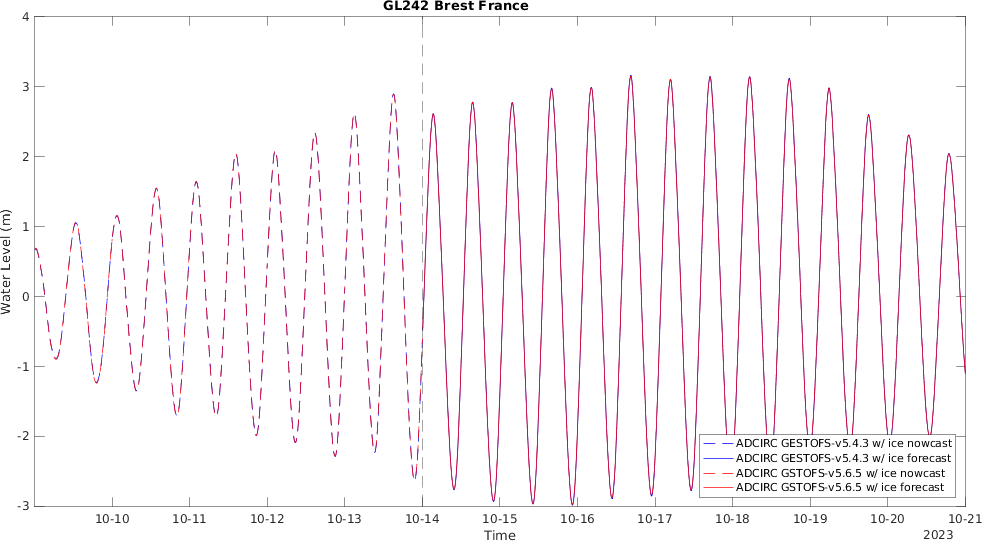 GL242 Brest France
4
3
2
1
0
-1
-2
-3
Water Level (m)
ADCIRC GESTOFS-v5.4.3 w/ ice nowcast
ADCIRC GESTOFS-v5.4.3 w/ ice forecast
ADCIRC GSTOFS-v5.6.5 w/ ice nowcast
ADCIRC GSTOFS-v5.6.5 w/ ice forecast
10-10 10-11 10-12 10-13 10-14 10-15 10-16 10-17 10-18 10-19 10-20 10-21
Time
2023